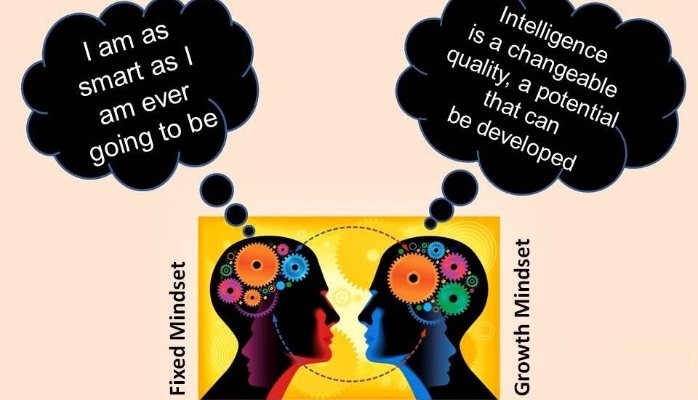 I am as
smart as I
am ever
going to be
Intelligence
is a changeable
quality, a potential
that can
be developed
Fixed Mindset
Growth Mindset